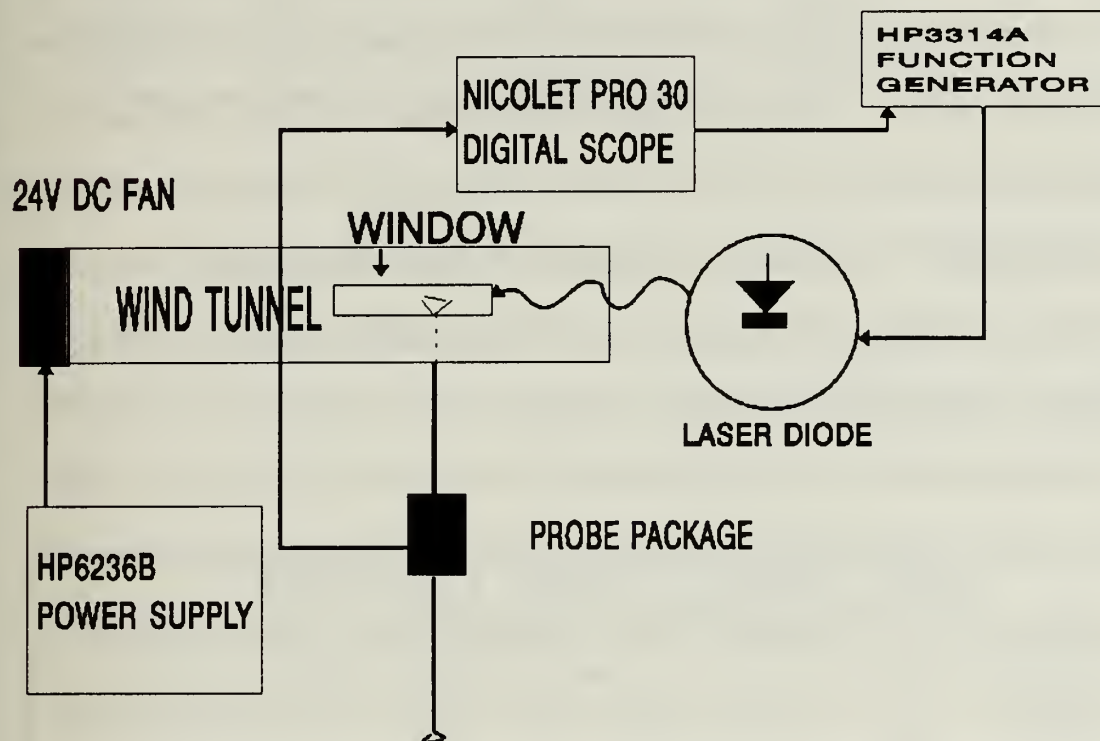 HP3314A
FUNCTION
GENERATOR
NICOLET PRO 30
DIGITAL SCOPE
24V DC FAN
WINDOW
WIND TUNNEL
LASER DIODE
PROBE PACKAGE
HP6236B
POWER SUPPLY